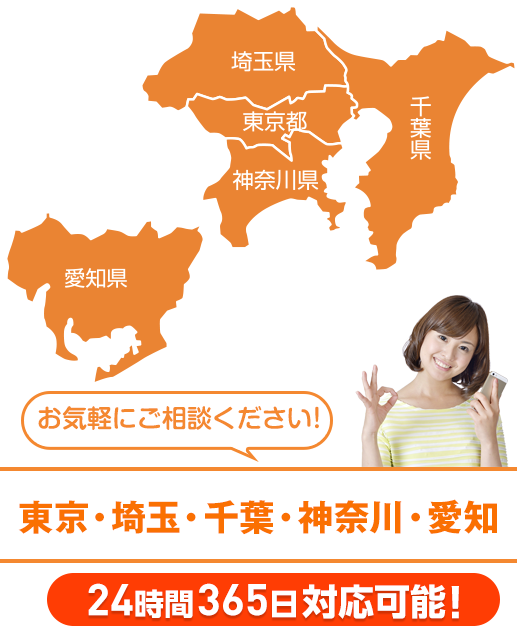 埼玉県
東京都
千葉県
神奈川県
愛知県
お気軽にご相談ください!
東京・埼玉・千葉・神奈川・愛知
24時間365日対応可能!